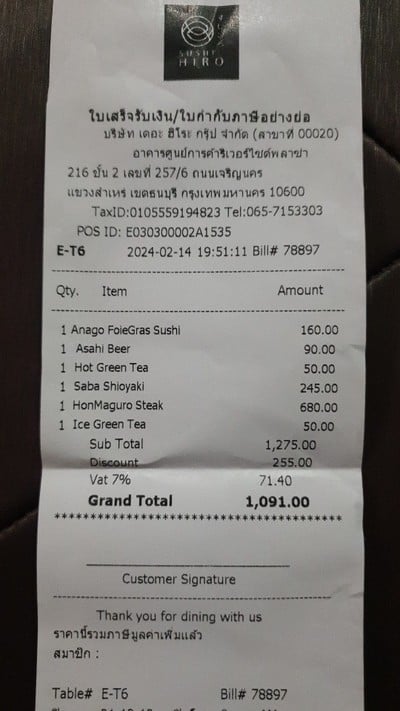 SUSHI
HIRO
ใบเสร็จรับเงิน/ใบกำกับภาษีอย่างย่อ
บริษัท เดอะ ฮิโระ กรุ้ป จำกัด (สาขาที่ 00020)
อาคารศูนย์การค้าริเวอร์ไซด์พลาซ่า
216 ชั้น 2 เลขที่ 257/6 ถนนเจริญนคร
แขวงสำเหร่ เขตธนบุรี กรุงเทพมหานคร 10600
TaxID:0105559194823 Tel:065-7153303
POS ID: E030300002A1535
E-T6 2024-02-14 19:51:11 Bill# 78897
Qty. Item Amount
1 Anago FoieGras Sushi 160.00
1 Asahi Beer 90.00
1 Hot Green Tea 50.00
1 Saba Shioyaki 245.00
1 HonMaguro Steak 680.00
1 Ice Green Tea 50.00
Sub Total 1,275.00
Discount 255.00
Vat 7% 71.40
Grand Total 1,091.00
****************************************
Customer Signature
Thank you for dining with us
ราคานี้รวมภาษีมูลค่าเพิ่มแล้ว
สมาชิก :
Table# E-T6 Bill# 78897